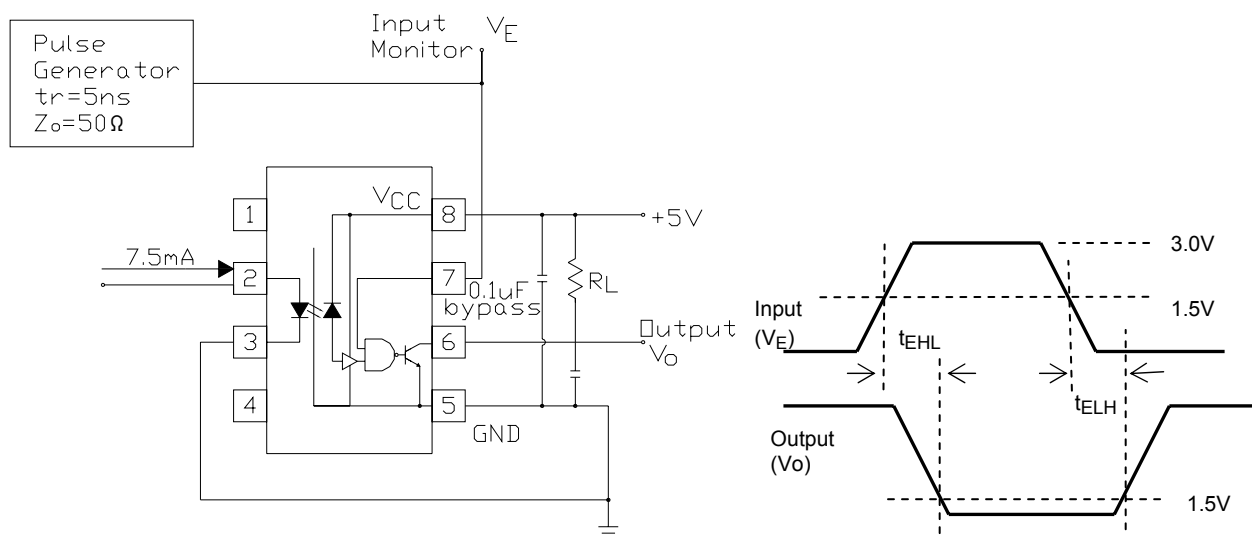 Pulse
Generator
tr=5ns
Zo=50Ω
Input
Monitor
VE
1
2
3
4
VCC
8
7
6
5
7.5mA
+5V
0.1uF
bypass
RL
Output
Vo
GND
3.0V
1.5V
Input
(VE)
tEHL
tELH
Output
(Vo)
1.5V